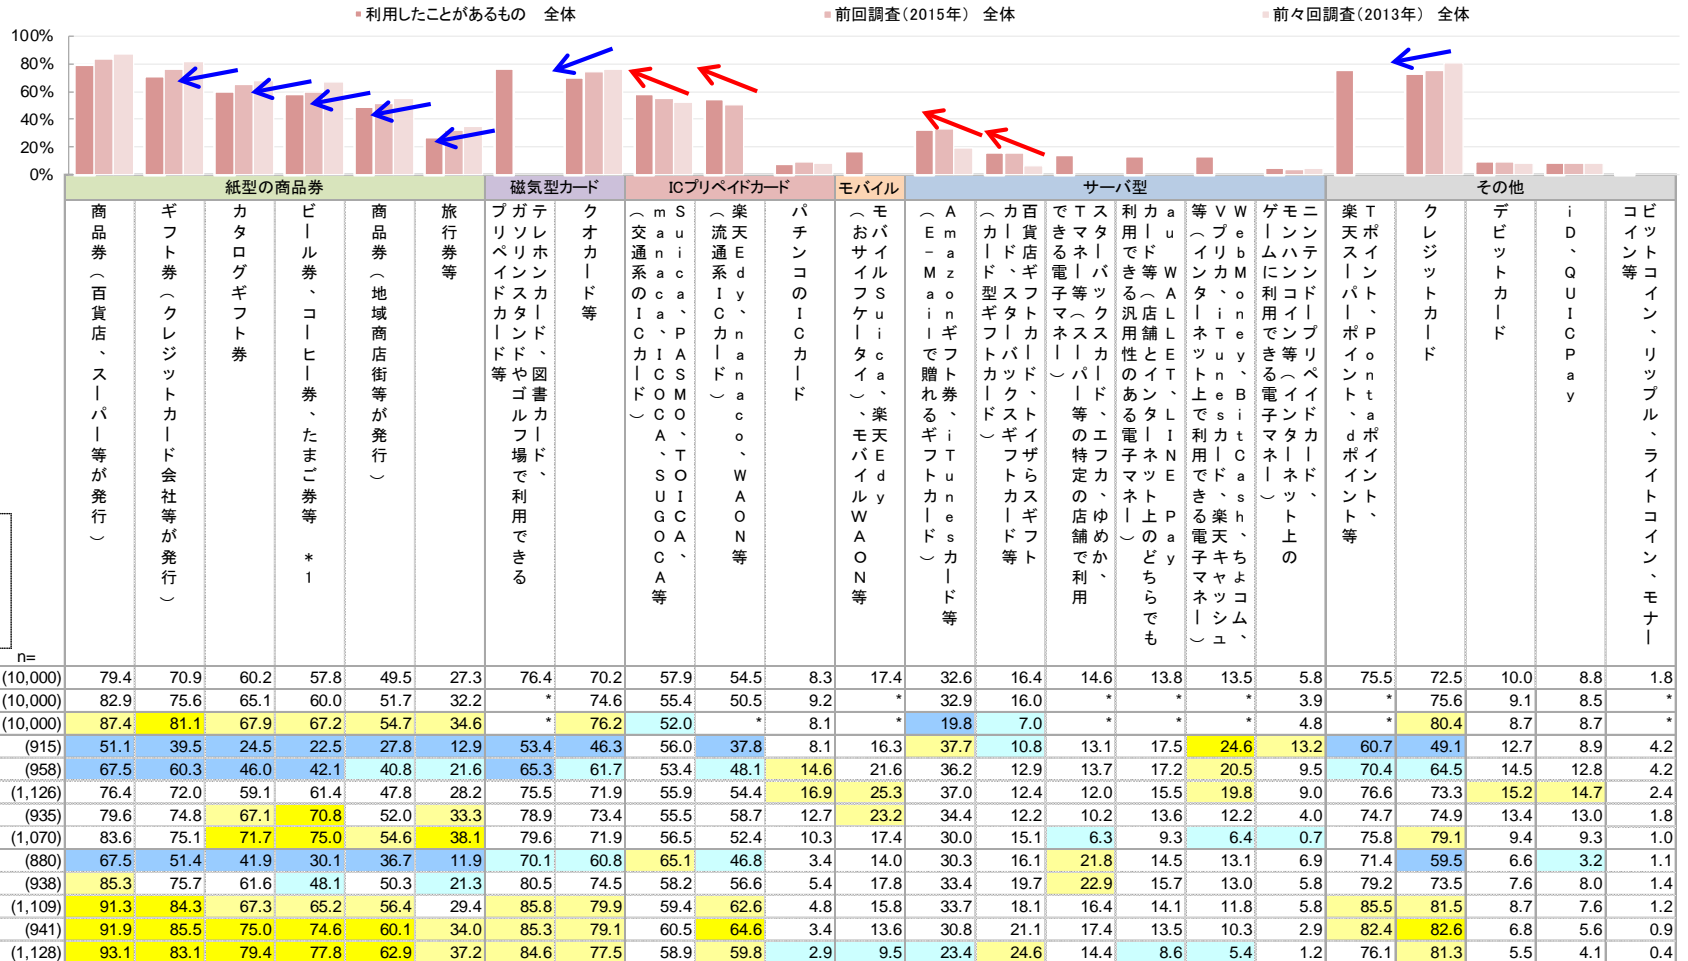 利用したことがあるもの 全体
前回調査(2015年) 全体
前々回調査(2013年) 全体
100%
80%
60%
40%
20%
0%
紙型の商品券
磁気型カード
ICプリペイドカード
モバイル
サーバ型
その他
商品券(百貨店、スーパー等が発行)
ギフト券(クレジットカード会社等が発行)
カタログギフト券
ビール券、コーヒー券、たまご券等 *1
商品券(地域商店街等が発行)
旅行券等
テレホンカード、図書カード、
ガソリンスタンドやゴルフ場で利用できる
プリペイドカード等
クオカード等
Suica、PASMO、TOICA、
manaca、ICOCA、SUGOCA等
(交通系のICカード)
楽天Edy、nanaco、WAON等
(流通系ICカード)
パチンコのICカード
モバイルSuica、楽天Edy
(おサイフケータイ)、モバイルWAON等
Amazonギフト券、iTunesカード等
(E-Mailで贈れるギフトカード)
百貨店ギフトカード、トイザらスギフト
カード、スターバックスギフトカード等
(カード型ギフトカード)
スターバックスカード、エフカ、ゆめか、
Tマネー等(スーパー等の特定の店舗で利用
できる電子マネー)
au WALLET、LINE Pay
カード等(店舗とインターネット上のどちらでも
利用できる汎用性のある電子マネー)
WebMoney、BitCash、ちょコム、
Vプリカ、iTunesカード、楽天キャッシュ
等(インターネット上で利用できる電子マネー)
ニンテンドープリペイドカード、
モンハンコイン等(インターネット上の
ゲームに利用できる電子マネー)
Tポイント、Pontaポイント、
楽天スーパーポイント、dポイント等
クレジットカード
デビットカード
iD、QUICPay
ビットコイン、リップル、ライトコイン、モナー
コイン等
n=
(10,000) 79.4 70.9 60.2 57.8 49.5 27.3 76.4 70.2 57.9 54.5 8.3 17.4 32.6 16.4 14.6 13.8 13.5 5.8 75.5 72.5 10.0 8.8 1.8
(10,000) 82.9 75.6 65.1 60.0 51.7 32.2 * 74.6 55.4 50.5 9.2 * 32.9 16.0 * * * 3.9 * 75.6 9.1 8.5 *
(10,000) 87.4 81.1 67.9 67.2 54.7 34.6 * 76.2 52.0 * 8.1 * 19.8 7.0 * * * 4.8 * 80.4 8.7 8.7 *
(915) 51.1 39.5 24.5 22.5 27.8 12.9 53.4 46.3 56.0 37.8 8.1 16.3 37.7 10.8 13.1 17.5 24.6 13.2 60.7 49.1 12.7 8.9 4.2
(958) 67.5 60.3 46.0 42.1 40.8 21.6 65.3 61.7 53.4 48.1 14.6 21.6 36.2 12.9 13.7 17.2 20.5 9.5 70.4 64.5 14.5 12.8 4.2
(1,126) 76.4 72.0 59.1 61.4 47.8 28.2 75.5 71.9 55.9 54.4 16.9 25.3 37.0 12.4 12.0 15.5 19.8 9.0 76.6 73.3 15.2 14.7 2.4
(935) 79.6 74.8 67.1 70.8 52.0 33.3 78.9 73.4 55.5 58.7 12.7 23.2 34.4 12.2 10.2 13.6 12.2 4.0 74.7 74.9 13.4 13.0 1.8
(1,070) 83.6 75.1 71.7 75.0 54.6 38.1 79.6 71.9 56.5 52.4 10.3 17.4 30.0 15.1 6.3 9.3 6.4 0.7 75.8 79.1 9.4 9.3 1.0
(880) 67.5 51.4 41.9 30.1 36.7 11.9 70.1 60.8 65.1 46.8 3.4 14.0 30.3 16.1 21.8 14.5 13.1 6.9 71.4 59.5 6.6 3.2 1.1
(938) 85.3 75.7 61.6 48.1 50.3 21.3 80.5 74.5 58.2 56.6 5.4 17.8 33.4 19.7 22.9 15.7 13.0 5.8 79.2 73.5 7.6 8.0 1.4
(1,109) 91.3 84.3 67.3 65.2 56.4 29.4 85.8 79.9 59.4 62.6 4.8 15.8 33.7 18.1 16.4 14.1 11.8 5.8 85.5 81.5 8.7 7.6 1.2
(941) 91.9 85.5 75.0 74.6 60.1 34.0 85.3 79.1 60.5 64.6 3.4 13.6 30.8 21.1 17.4 13.5 10.3 2.9 82.4 82.6 6.8 5.6 0.9
(1,128) 93.1 83.1 79.4 77.8 62.9 37.2 84.6 77.5 58.9 59.8 2.9 9.5 23.4 24.6 14.4 8.6 5.4 1.2 76.1 81.3 5.5 4.1 0.4